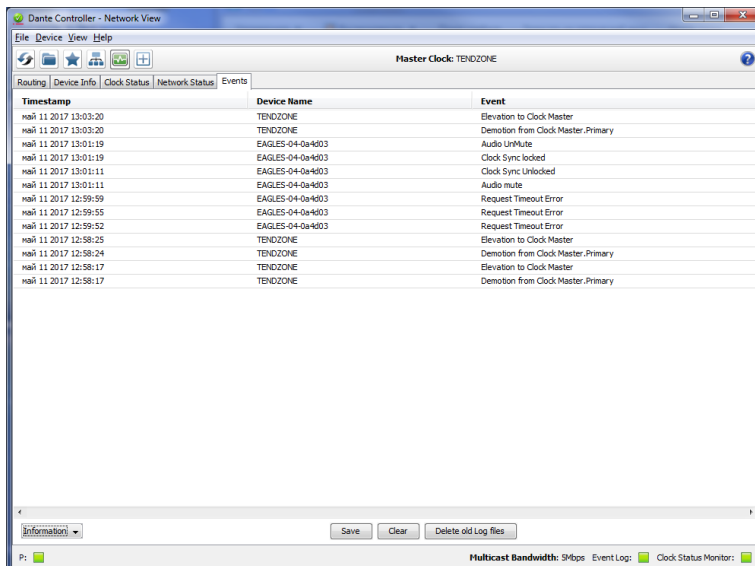 Dante Controller - Network View
File Device View Help
Master Clock: TENDZONE
?
Routing Device Info Clock Status Network Status Events
Timestamp Device Name Event
май 11 2017 13:03:20 TENDZONE Elevation to Clock Master
май 11 2017 13:03:20 TENDZONE Demotion from Clock Master.Primary
май 11 2017 13:01:19 EAGLES-04-0a4d03 Audio UnMute
май 11 2017 13:01:19 EAGLES-04-0a4d03 Clock Sync locked
май 11 2017 13:01:11 EAGLES-04-0a4d03 Clock Sync Unlocked
май 11 2017 13:01:11 EAGLES-04-0a4d03 Audio mute
май 11 2017 12:59:59 EAGLES-04-0a4d03 Request Timeout Error
май 11 2017 12:59:55 EAGLES-04-0a4d03 Request Timeout Error
май 11 2017 12:59:52 EAGLES-04-0a4d03 Request Timeout Error
май 11 2017 12:58:25 TENDZONE Elevation to Clock Master
май 11 2017 12:58:24 TENDZONE Demotion from Clock Master.Primary
май 11 2017 12:58:17 TENDZONE Elevation to Clock Master
май 11 2017 12:58:17 TENDZONE Demotion from Clock Master.Primary
Information Save Clear Delete old Log files
P: Multicast Bandwidth: 5Mbps Event Log: Clock Status Monitor: